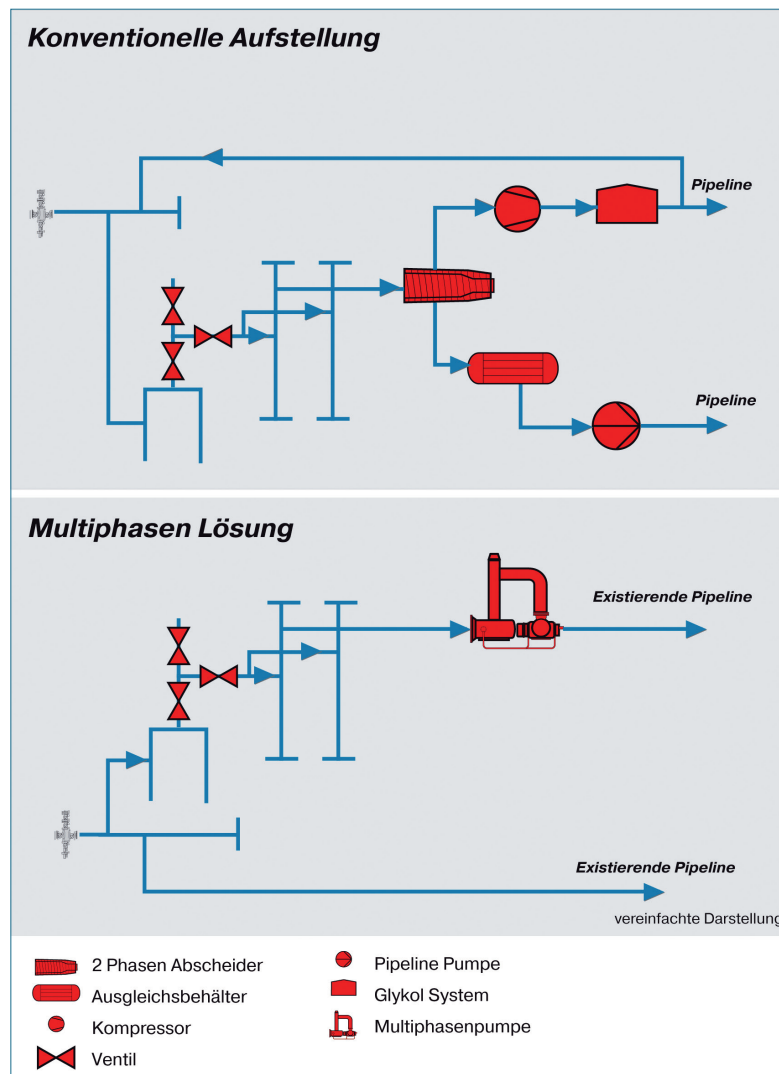 Konventionelle Aufstellung
Pipeline
Pipeline
Multiphasen Lösung
Existierende Pipeline
Existierende Pipeline
vereinfachte Darstellung
2 Phasen Abscheider
Ausgleichsbehälter
Kompressor
Ventil
Pipeline Pumpe
Glykol System
Multiphasenpumpe